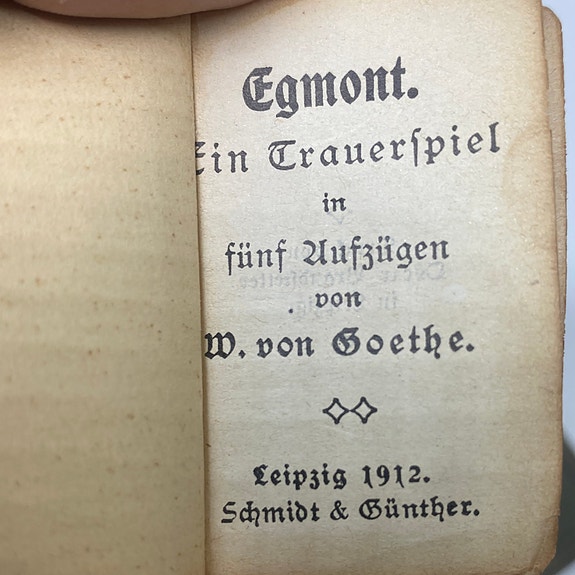 Egmont.
Ein Trauerſpiel
in
fünf Aufzügen
von
W. von Goethe.
Leipzig 1912.
Schmidt & Günther.